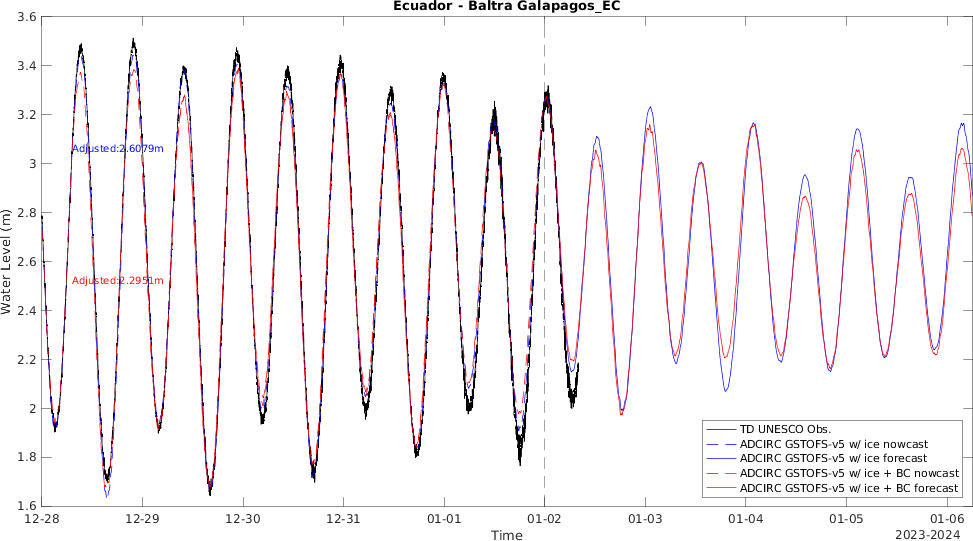 Ecuador - Baltra Galapagos_EC
3.6
3.4
3.2
3
2.8
2.6
2.4
2.2
2
1.8
1.6
Water Level (m)
Adjusted:2.6079m
Adjusted:2.2951m
TD UNESCO Obs.
ADCIRC GSTOFS-v5 w/ ice nowcast
ADCIRC GSTOFS-v5 w/ ice forecast
ADCIRC GSTOFS-v5 w/ ice + BC nowcast
ADCIRC GSTOFS-v5 w/ ice + BC forecast
12-28 12-29 12-30 12-31 01-01 01-02 01-03 01-04 01-05 01-06
Time
2023-2024